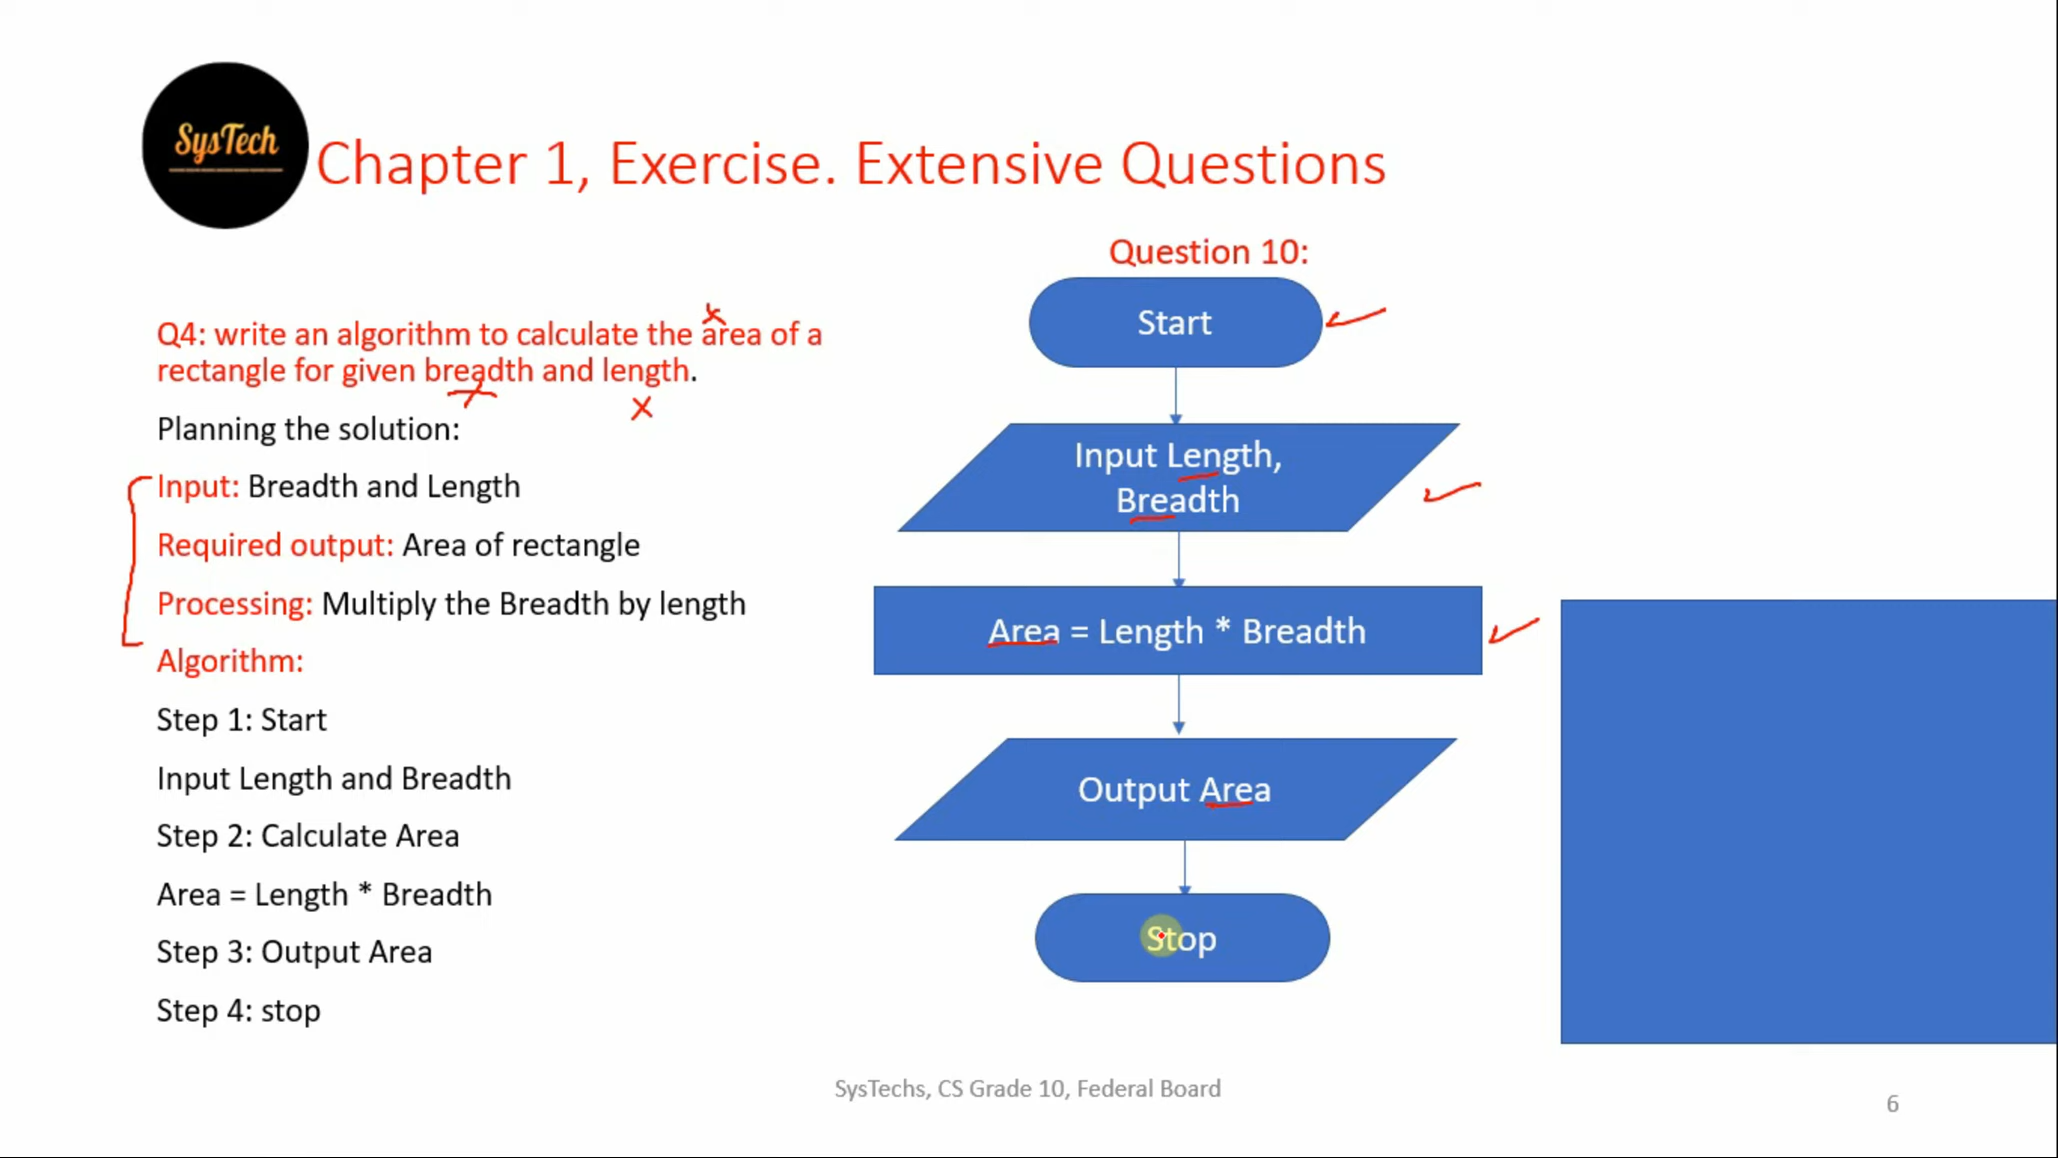 SysTech
Chapter 1, Exercise. Extensive Questions
Q4: write an algorithm to calculate the area of a
rectangle for given breadth and length.
Planning the solution:
Input: Breadth and Length
Required output: Area of rectangle
Processing: Multiply the Breadth by length
Algorithm:
Step 1: Start
Input Length and Breadth
Step 2: Calculate Area
Area = Length * Breadth
Step 3: Output Area
Step 4: stop
Question 10:
Start
Input Length,
Breadth
Area = Length * Breadth
Output Area
Stop
SysTechs, CS Grade 10, Federal Board
6